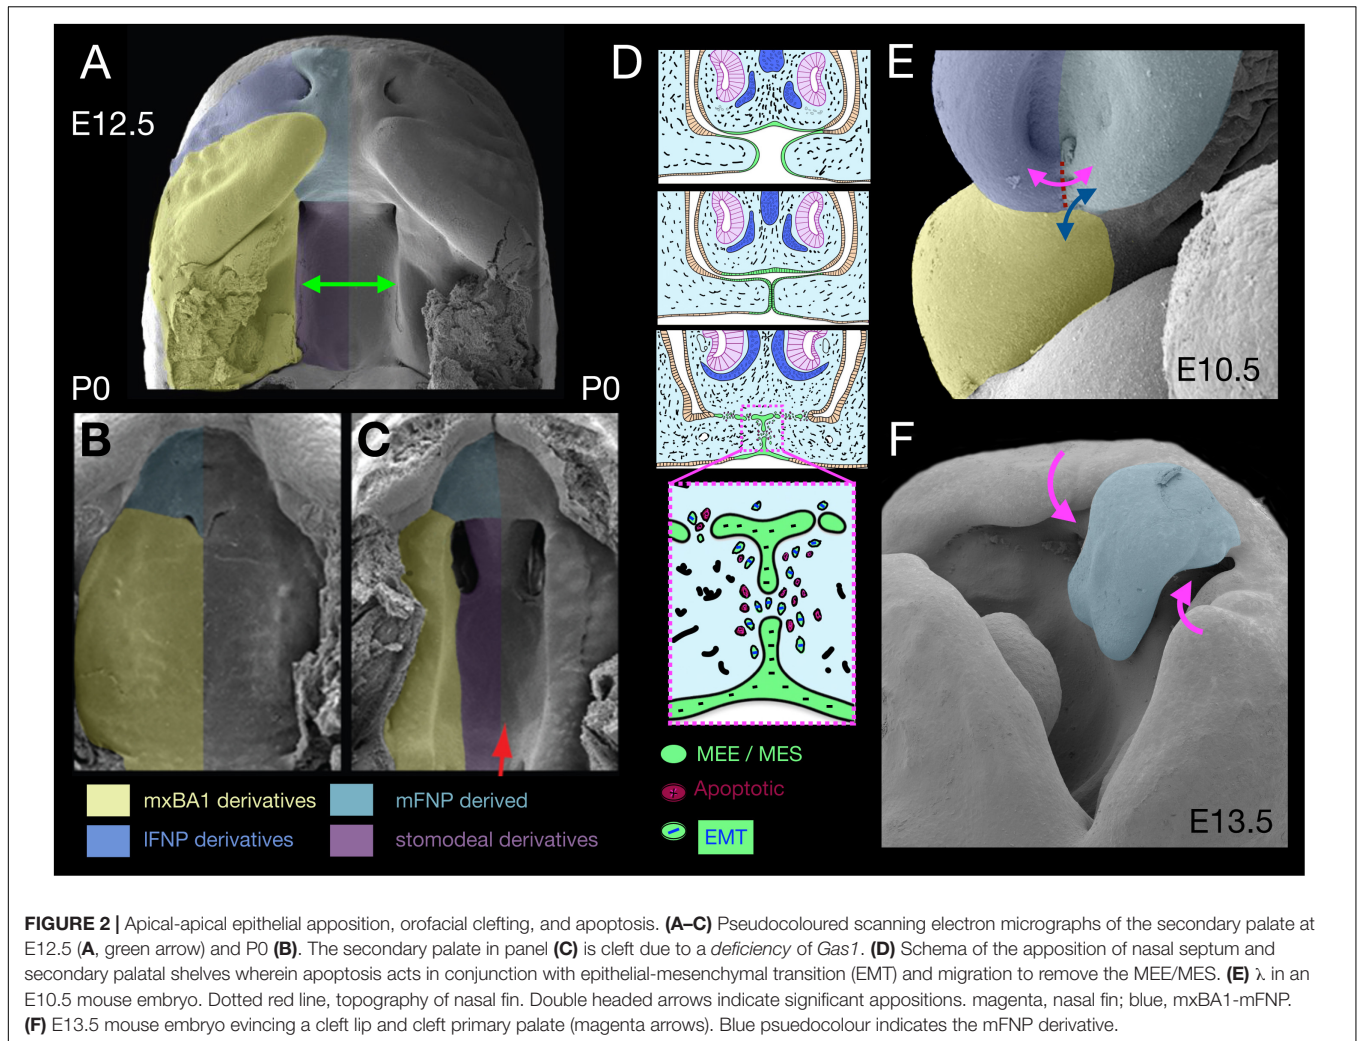 A
E12.5
D
E
E10.5
P0
P0
B
C
F
E13.5
MEE / MES
Apoptotic
EMT
mxBA1 derivatives
mFNP derived
lFNP derivatives
stomodeal derivatives
FIGURE 2 | Apical-apical epithelial apposition, orofacial clefting, and apoptosis. (A–C) Pseudocoloured scanning electron micrographs of the secondary palate at
E12.5 (A, green arrow) and P0 (B). The secondary palate in panel (C) is cleft due to a deficiency of Gas1. (D) Schema of the apposition of nasal septum and
secondary palatal shelves wherein apoptosis acts in conjunction with epithelial-mesenchymal transition (EMT) and migration to remove the MEE/MES. (E) λ in an
E10.5 mouse embryo. Dotted red line, topography of nasal fin. Double headed arrows indicate significant appositions. magenta, nasal fin; blue, mxBA1-mFNP.
(F) E13.5 mouse embryo evincing a cleft lip and cleft primary palate (magenta arrows). Blue psuedocolour indicates the mFNP derivative.